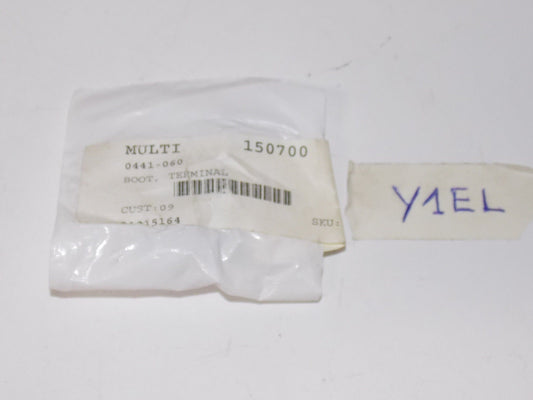 MULTI 150700
0441-060
BOOT, TERMINAL
CUST:09
SKU:
Y1EL